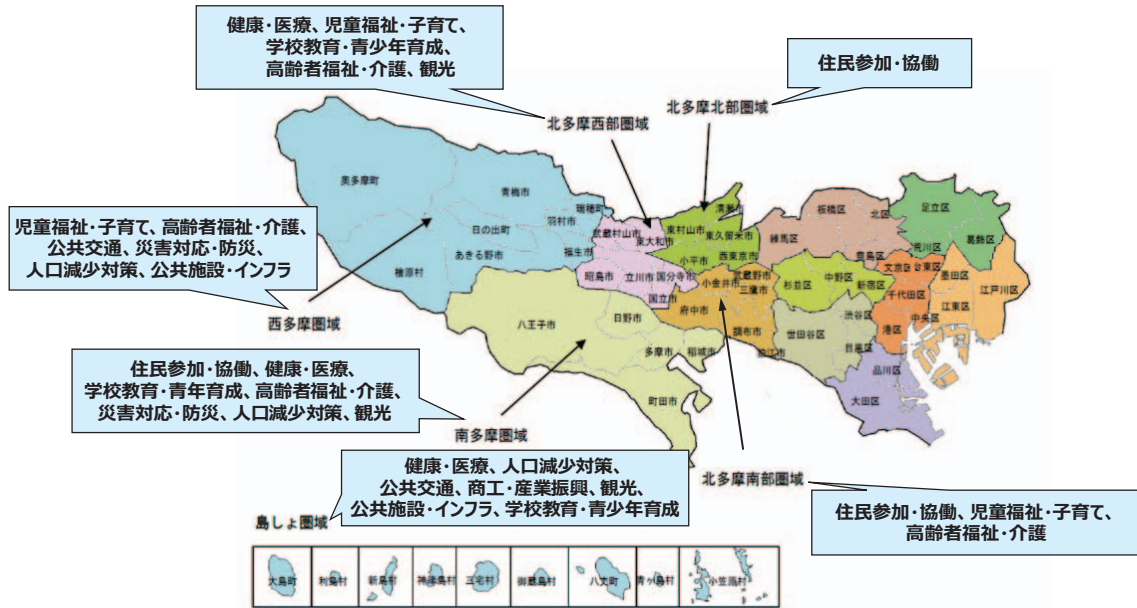 健康・医療、児童福祉・子育て、
学校教育・青少年育成、
高齢者福祉・介護、観光
住民参加・協働
北多摩西部圏域
北多摩北部圏域
児童福祉・子育て、高齢者福祉・介護、
公共交通、災害対応・防災、
人口減少対策、公共施設・インフラ
西多摩圏域
奥多摩町
青梅市
瑞穂町
羽村市
日の出町
福生市
あきる野市
檜原村
武蔵村山市
東大和市
昭島市
立川市
国分寺市
国立市
東村山市
清瀬市
東久留米市
小平市
西東京市
小金井市
武蔵野市
三鷹市
府中市
調布市
狛江市
八王子市
日野市
多摩市
稲城市
町田市
板橋区
北区
足立区
練馬区
豊島区
荒川区
葛飾区
文京区
台東区
墨田区
杉並区
中野区
新宿区
千代田区
江戸川区
渋谷区
中央区
江東区
世田谷区
港区
目黒区
品川区
大田区
住民参加・協働、健康・医療、
学校教育・青年育成、高齢者福祉・介護、
災害対応・防災、人口減少対策、観光
南多摩圏域
健康・医療、人口減少対策、
公共交通、商工・産業振興、観光、
公共施設・インフラ、学校教育・青少年育成
北多摩南部圏域
住民参加・協働、児童福祉・子育て、
高齢者福祉・介護
島しょ圏域
大島町
利島村
新島村
神津島村
三宅村
御蔵島村
八丈町
青ヶ島村
小笠原村